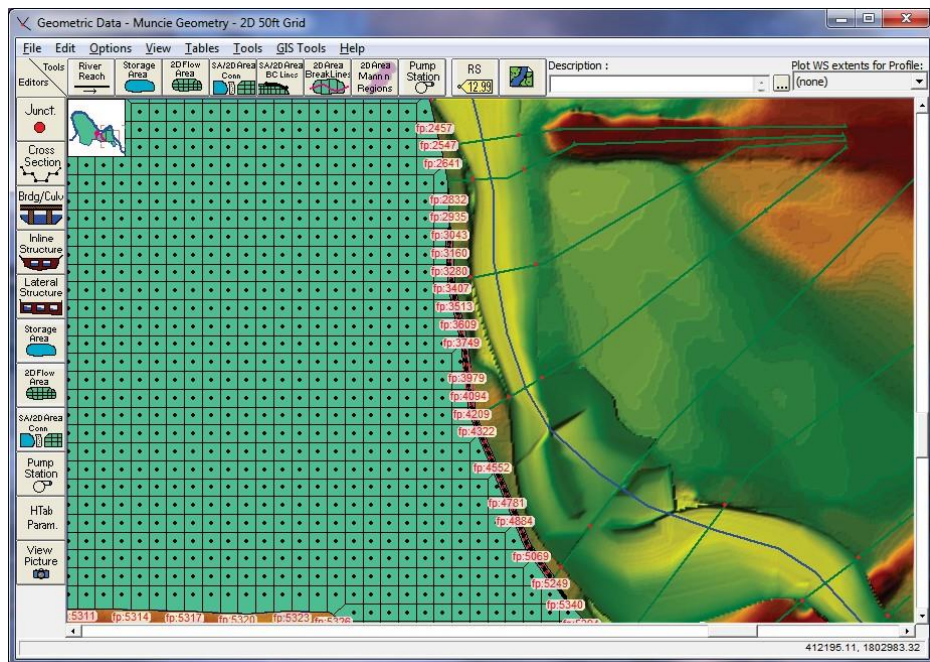 Geometric Data - Muncie Geometry - 2D 50ft Grid
File Edit Options View Tables Tools GIS Tools Help
Tools
Editors
River
Reach
Storage
Area
2D Flow
Area
SA/2D Area
Conn
SA/2D Area
BC Lines
2D Area
BreakLines
2D Area
Mann n
Regions
Pump
Station
RS
12.99
Description :
...
Plot WS extents for Profile:
(none)
Junct.
Cross
Section
Brdg/Culv
Inline
Structure
Lateral
Structure
Storage
Area
2D Flow
Area
SA/2D Area
Conn
Pump
Station
HTab
Param.
View
Picture
fp:2457
fp:2547
fp:2641
fp:2832
fp:2935
fp:3043
fp:3160
fp:3280
fp:3407
fp:3513
fp:3609
fp:3749
fp:3979
fp:4094
fp:4209
fp:4322
fp:4552
fp:4781
fp:4884
fp:5069
fp:5249
fp:5340
:5311 fp:5314 fp:5317 fp:5320 fp:5323
412195.11, 1802983.32